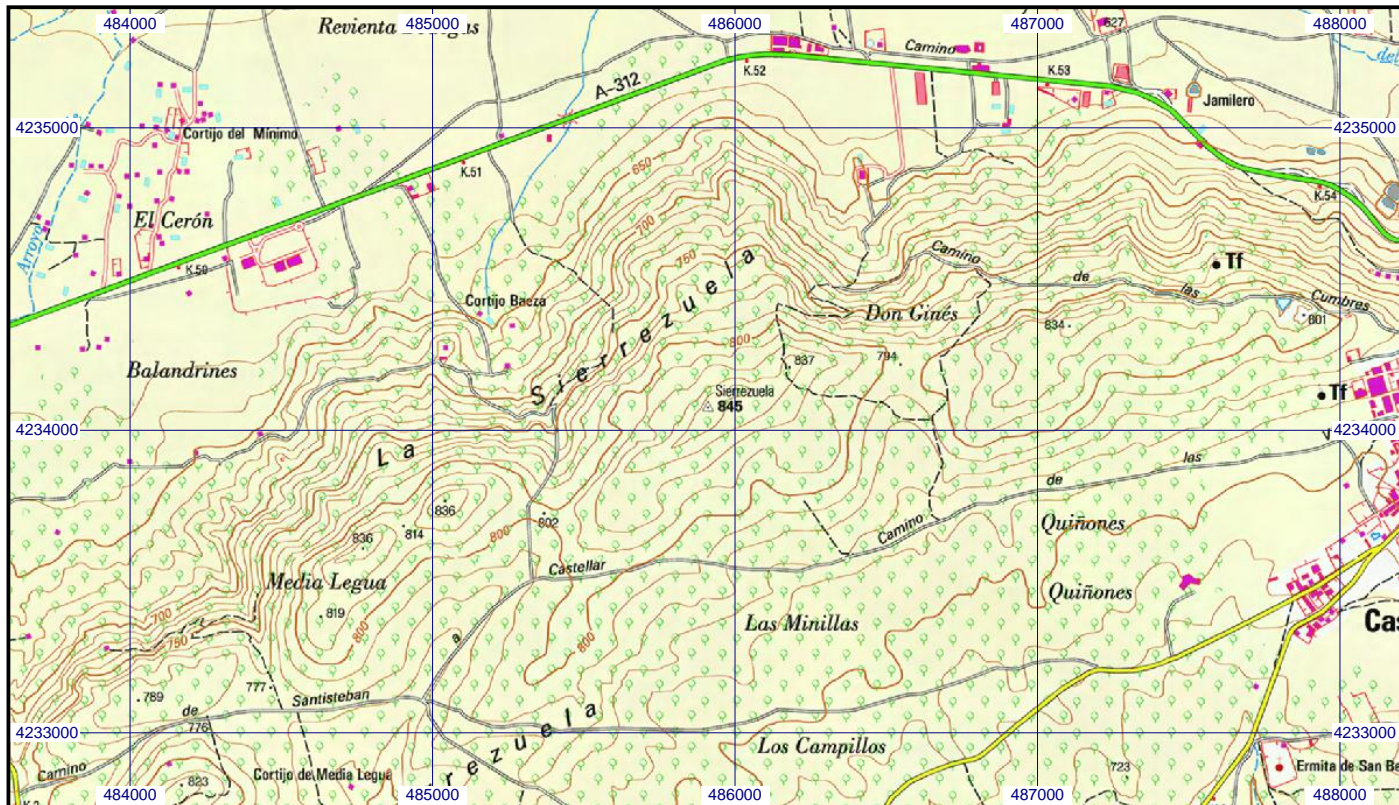 484000 485000 486000 487000 488000
Revienta
Camino
627
del
K.52
K.53
A-312
Jamilero
4235000 4235000
Cortijo del Mínimo
K.51
650
K.54
El Cerón
700
Arroyo
750
Camino
Tf
K.50
de
las
Cumbres
Cortijo Baeza
Don Ginés
801
834
800
837
794
Balandrines
Sierrezuela
Sierrezuela
845
Tf
4234000 4234000
La
las
de
836
802
Quiñones
814
800
Camino
836
Castellar
Media Legua
Quiñones
819
700
Las Minillas
750
800
800
Cas
a
777
789
Santisteban
de
776
rezuela
4233000 4233000
Los Campillos
Camino
Cortijo de Media Legua
723
Ermita de San Be
823
K.2
484000 485000 486000 487000 488000